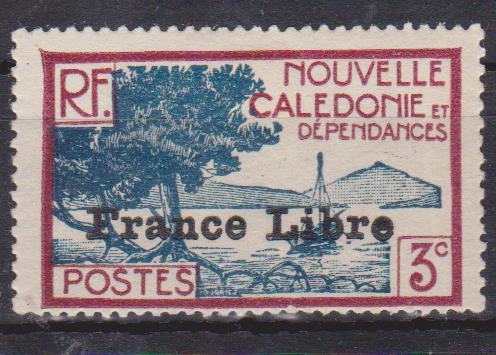 RF.
NOUVELLE
CALEDONIE ET
DÉPENDANCES
France Libre
POSTES
3c